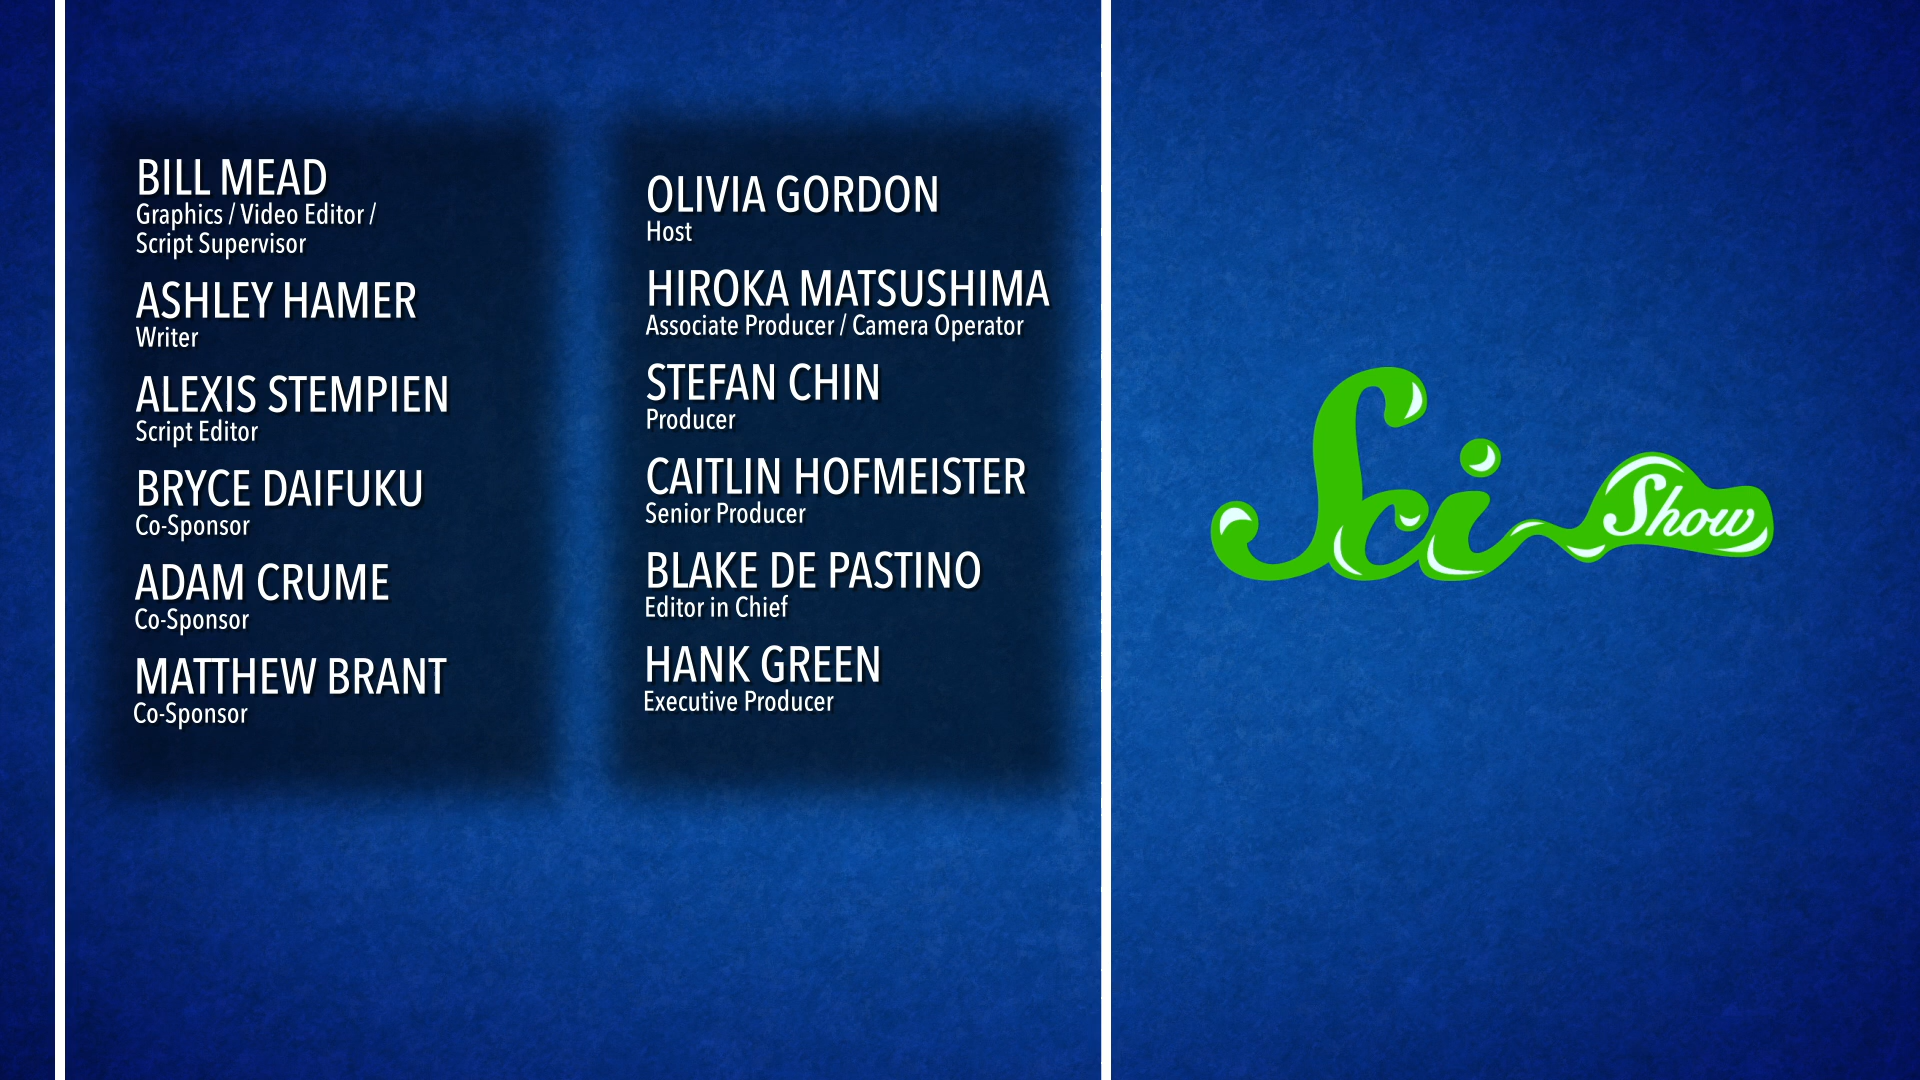 BILL MEAD
Graphics / Video Editor /
Script Supervisor
ASHLEY HAMER
Writer
ALEXIS STEMPIEN
Script Editor
BRYCE DAIFUKU
Co-Sponsor
ADAM CRUME
Co-Sponsor
MATTHEW BRANT
Co-Sponsor
OLIVIA GORDON
Host
HIROKA MATSUSHIMA
Associate Producer / Camera Operator
STEFAN CHIN
Producer
CAITLIN HOFMEISTER
Senior Producer
BLAKE DE PASTINO
Editor in Chief
HANK GREEN
Executive Producer
Sci Show